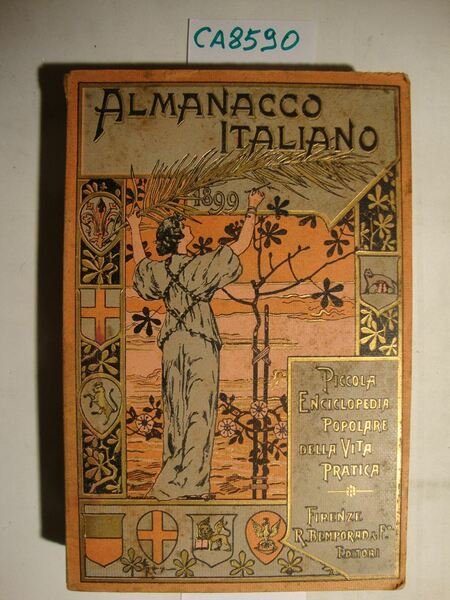 CA8590
ALMANACCO
ITALIANO
1899
PICCOLA
ENCICLOPEDIA
POPOLARE
DELLA VITA
PRATICA
FIRENZE
R. BEMPORAD & F.
EDITORI